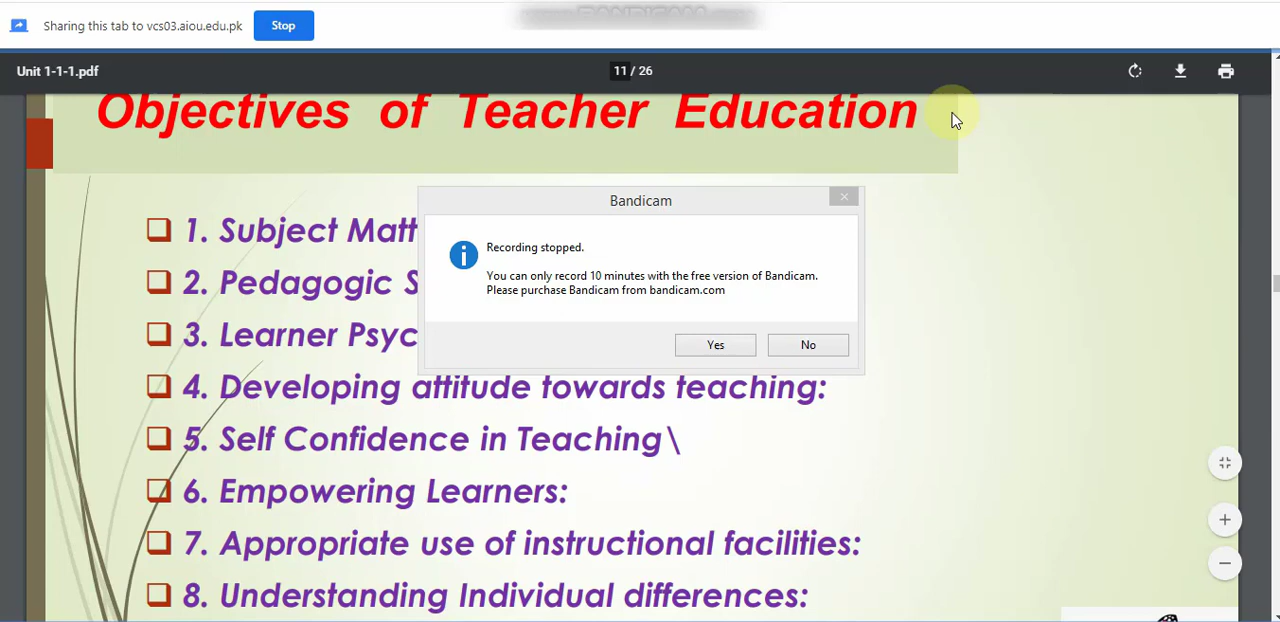 Sharing this tab to vcs03.aiou.edu.pk Stop
Unit 1-1-1.pdf 11 / 26
Objectives of Teacher Education
Bandicam
Recording stopped.
You can only record 10 minutes with the free version of Bandicam.
Please purchase Bandicam from bandicam.com
Yes No
1. Subject Matt
2. Pedagogic S
3. Learner Psyc
4. Developing attitude towards teaching:
5. Self Confidence in Teaching\
6. Empowering Learners:
7. Appropriate use of instructional facilities:
8. Understanding Individual differences: